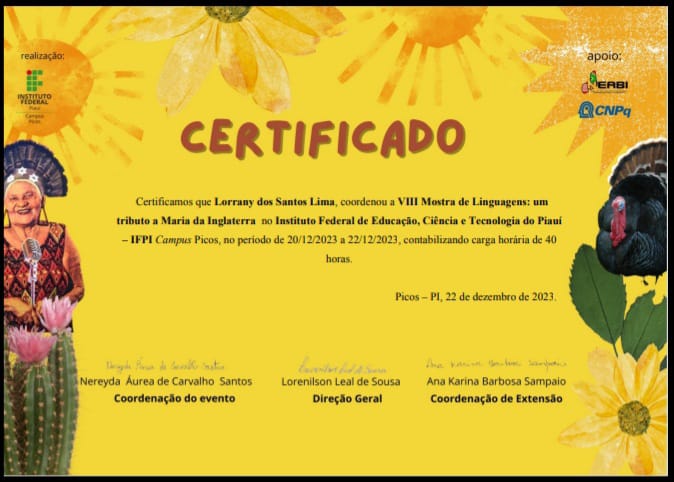 realização:
apoio:
INSTITUTO
FEDERAL
Piauí
Campus
Picos
ERBI
CNPq
CERTIFICADO
Certificamos que Lorrany dos Santos Lima, coordenou a VIII Mostra de Linguagens: um
tributo a Maria da Inglaterra no Instituto Federal de Educação, Ciência e Tecnologia do Piauí
– IFPI Campus Picos, no período de 20/12/2023 a 22/12/2023, contabilizando carga horária de 40
horas.
Picos – PI, 22 de dezembro de 2023.
Nereyda Áurea de Carvalho Santos
Lorenilson Leal de Sousa
Ana Karina Barbosa Sampaio
Nereyda Áurea de Carvalho Santos
Lorenilson Leal de Sousa
Ana Karina Barbosa Sampaio
Coordenação do evento
Direção Geral
Coordenação de Extensão